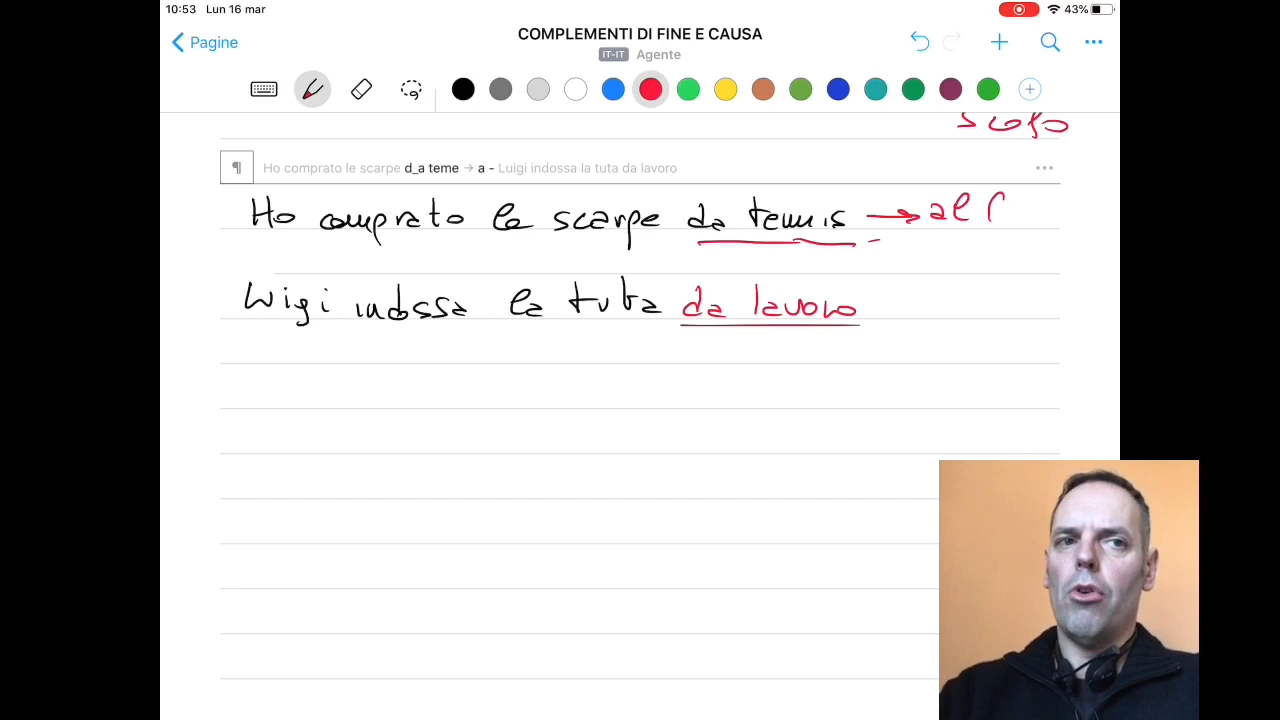 10:53 Lun 16 mar 43%
Pagine COMPLEMENTI DI FINE E CAUSA
IT-IT Agente
scopo
¶ Ho comprato le scarpe d_a teme → a - Luigi indossa la tuta da lavoro
Ho comprato le scarpe da tennis → al
Luigi indossa la tuta da lavoro